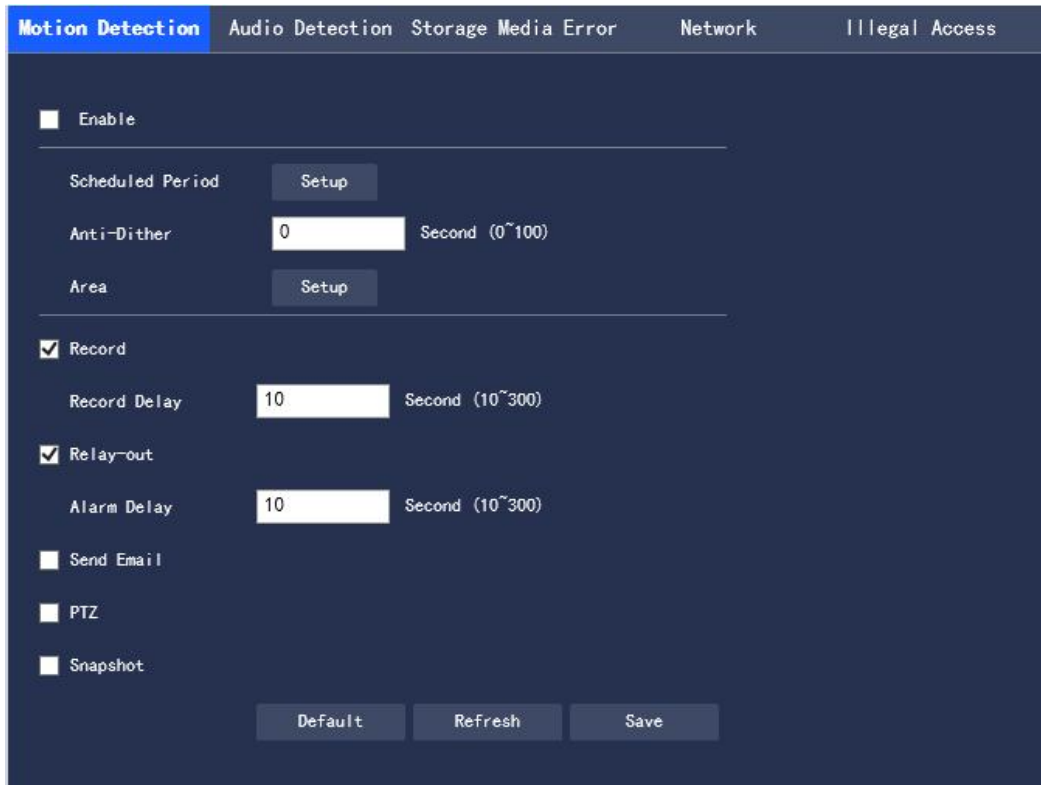 Motion Detection Audio Detection Storage Media Error Network Illegal Access
Enable
Scheduled Period Setup
Anti-Dither 0 Second (0~100)
Area Setup
Record
Record Delay 10 Second (10~300)
Relay-out
Alarm Delay 10 Second (10~300)
Send Email
PTZ
Snapshot
Default Refresh Save